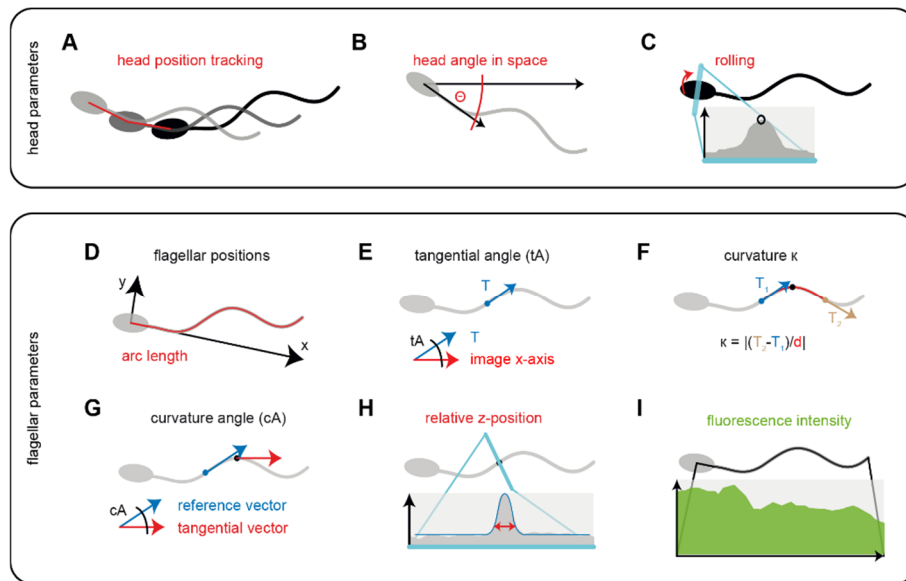 head parameters
A
head position tracking
B
head angle in space
Θ
C
rolling
flagellar parameters
D
flagellar positions
y
x
arc length
E
tangential angle (tA)
T
tA
T
image x-axis
F
curvature κ
T₁
T₂
κ = |(T₂-T₁)/d|
G
curvature angle (cA)
cA
reference vector
tangential vector
H
relative z-position
I
fluorescence intensity